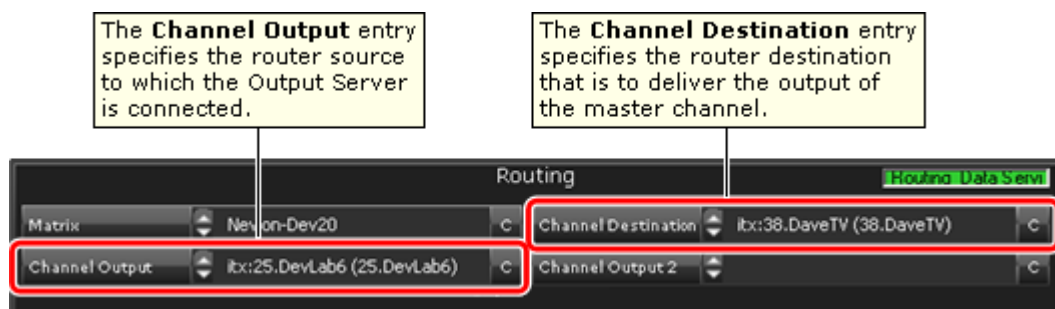 The Channel Output entry
specifies the router source
to which the Output Server
is connected.
The Channel Destination entry
specifies the router destination
that is to deliver the output of
the master channel.
Routing
Routing Data Servi
Matrix
C
Channel Destination
itx:38.DaveTV (38.DaveTV)
C
Channel Output
itx:25.DevLab6 (25.DevLab6)
C
Channel Output 2
C